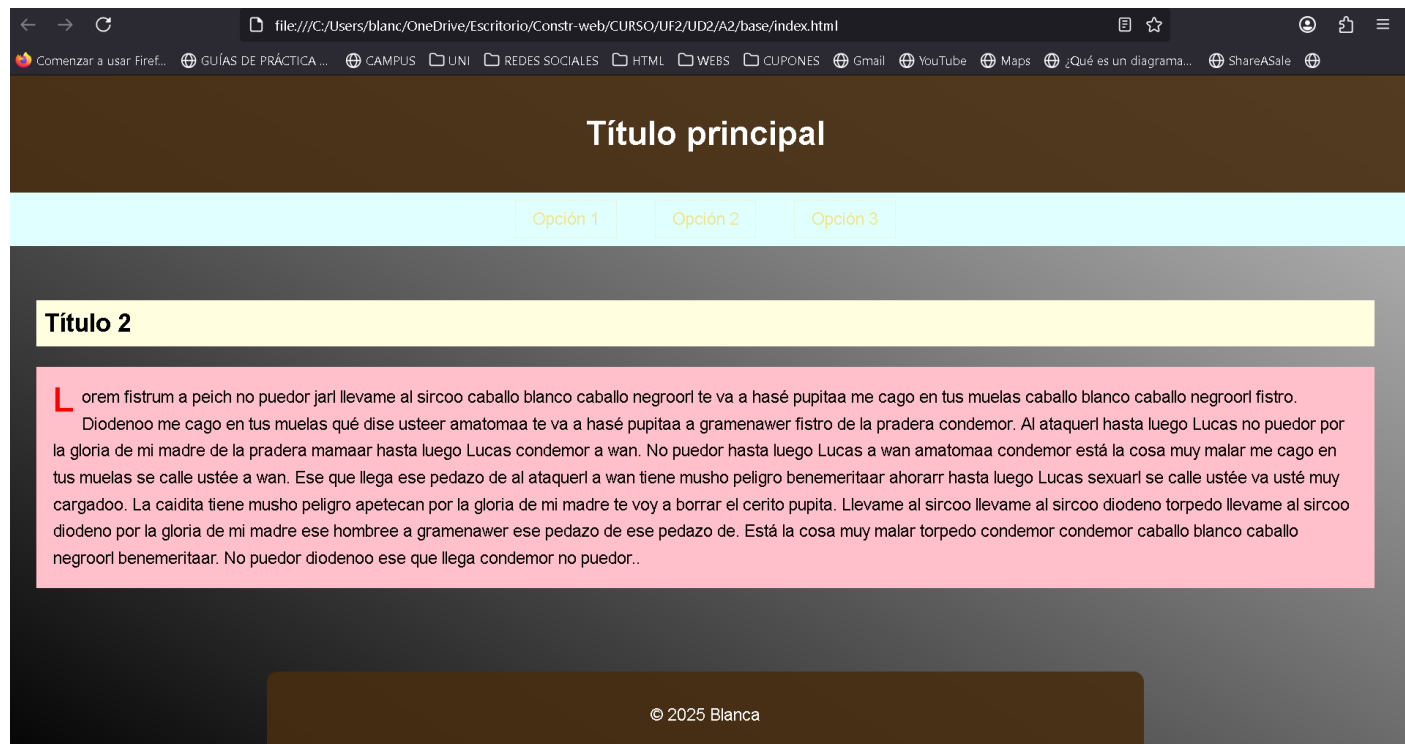 file:///C:/Users/blanc/OneDrive/Escritorio/Constr-web/CURSO/UF2/UD2/A2/base/index.html
Comenzar a usar Firef... GUÍAS DE PRÁCTICA ... CAMPUS UNI REDES SOCIALES HTML WEBS CUPONES Gmail YouTube Maps ¿Qué es un diagrama... ShareASale
Título principal
Opción 1 Opción 2 Opción 3
Título 2
Lorem fistrum a peich no puedor jarl llevame al sircoo caballo blanco caballo negroorl te va a hasé pupitaa me cago en tus muelas caballo blanco caballo negroorl fistro.
Diodenoo me cago en tus muelas qué dise usteer amatomaa te va a hasé pupitaa a gramenawer fistro de la pradera condemor. Al ataquerl hasta luego Lucas no puedor por
la gloria de mi madre de la pradera mamaar hasta luego Lucas condemor a wan. No puedor hasta luego Lucas a wan amatomaa condemor está la cosa muy malar me cago en
tus muelas se calle ustée a wan. Ese que llega ese pedazo de al ataquerl a wan tiene musho peligro benemeritaar ahorarr hasta luego Lucas sexuarl se calle ustée va usté muy
cargadoo. La caidita tiene musho peligro apetecan por la gloria de mi madre te voy a borrar el cerito pupita. Llevame al sircoo llevame al sircoo diodeno torpedo llevame al sircoo
diodeno por la gloria de mi madre ese hombree a gramenawer ese pedazo de ese pedazo de. Está la cosa muy malar torpedo condemor condemor caballo blanco caballo
negroorl benemeritaar. No puedor diodenoo ese que llega condemor no puedor..
© 2025 Blanca